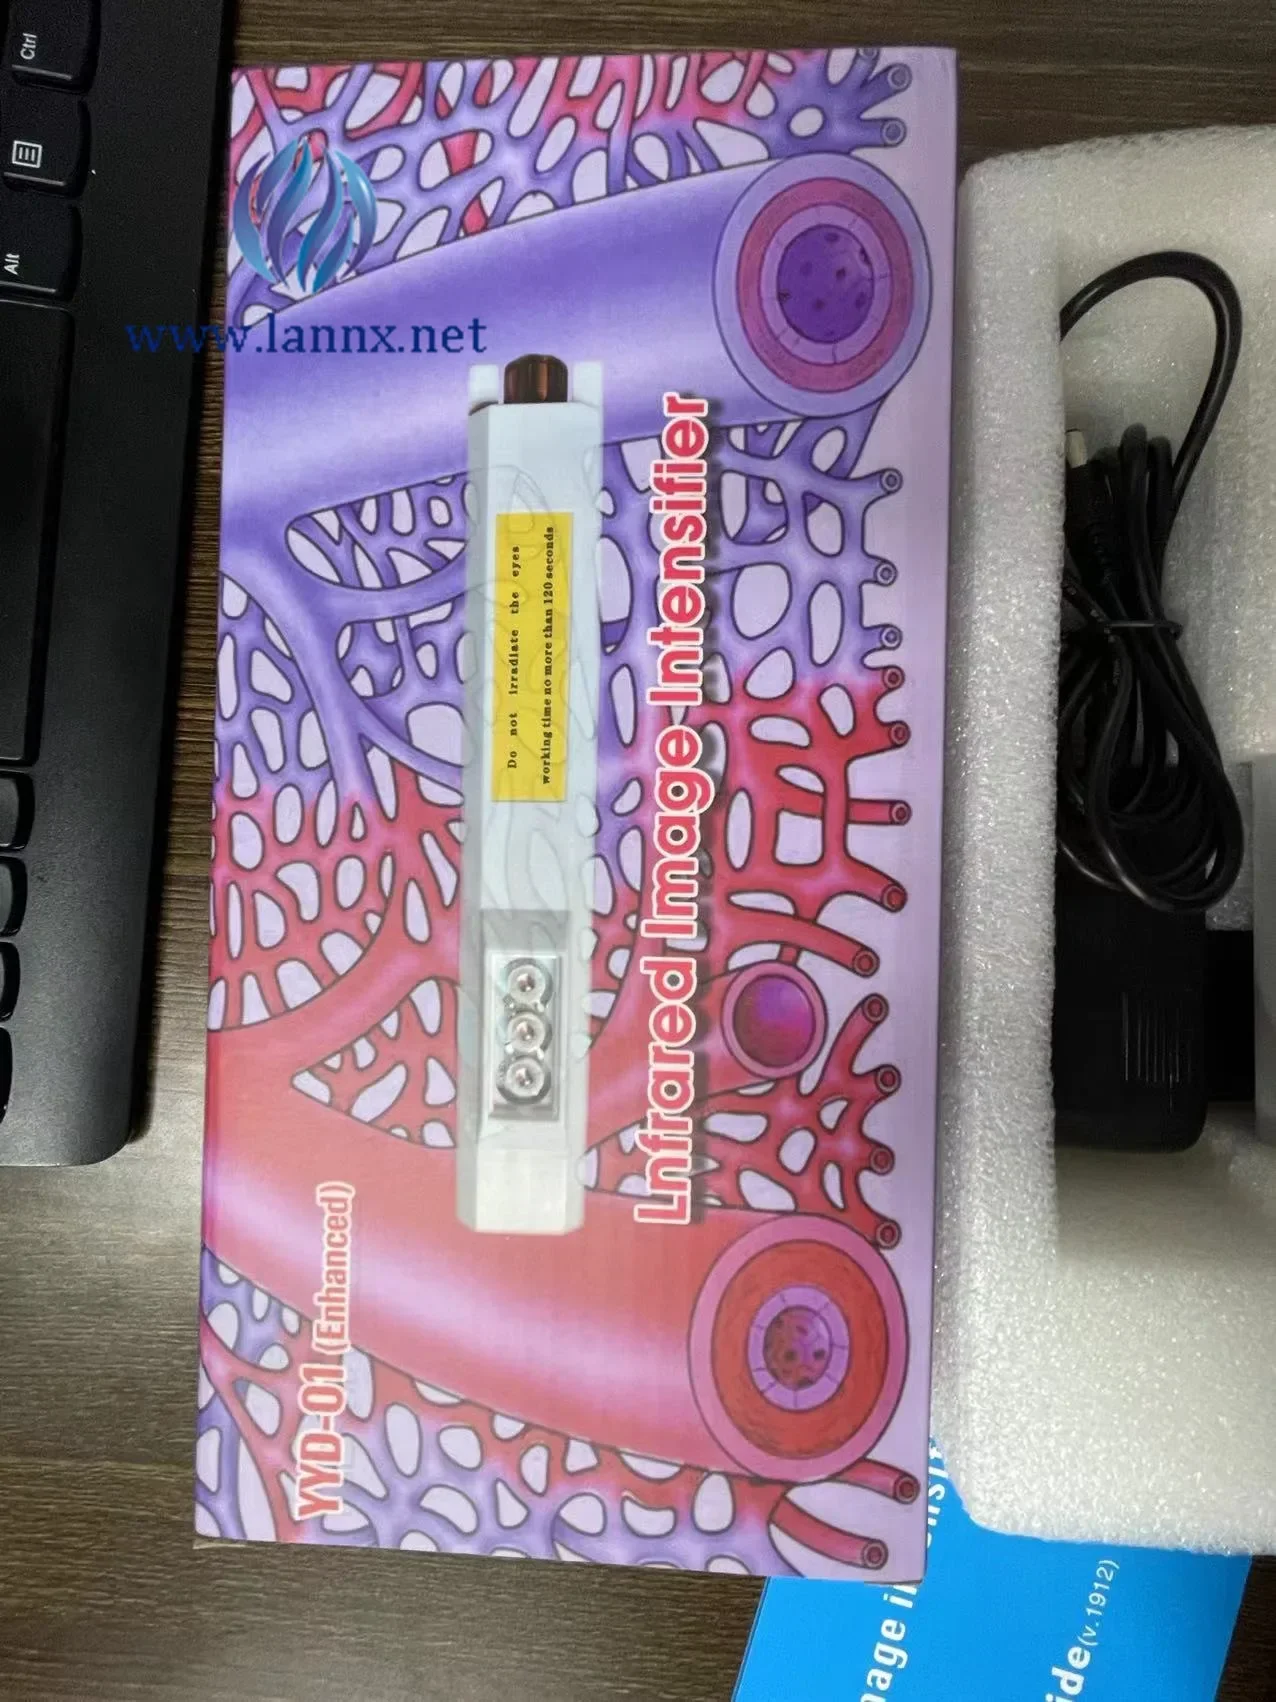 Ctrl
Alt
www.lannx.net
Do not irradiate the eyes
working time no more than 120 seconds
Lnfrared Image Intensifier
YYD-01 (Enhanced)
ide(v.1912)